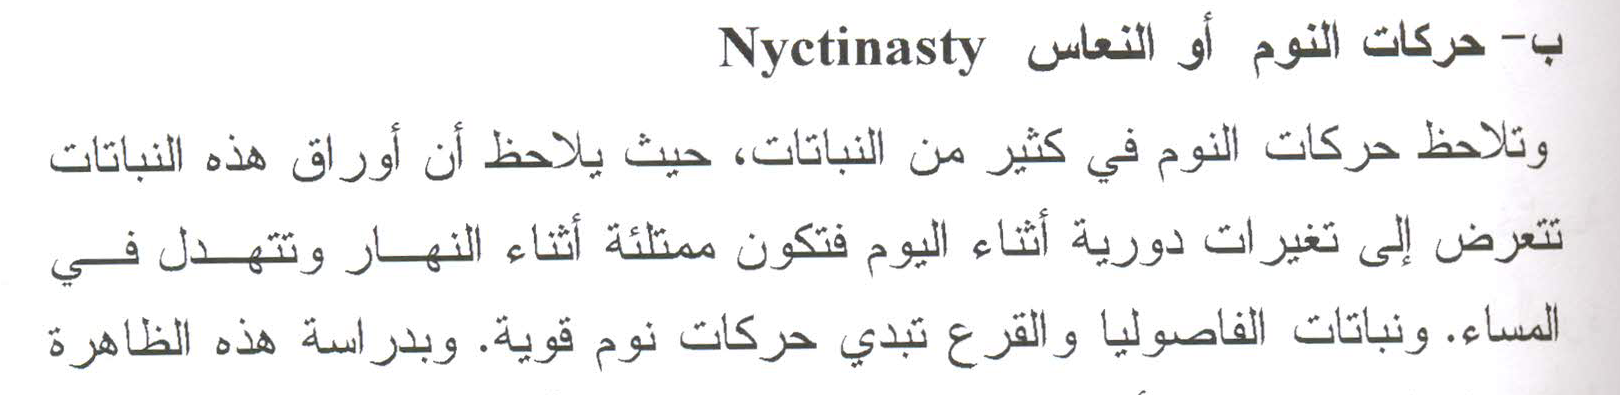 ب- حركات النوم أو النعاس Nyctinasty
وتلاحظ حركات النوم في كثير من النباتات، حيث يلاحظ أن أوراق هذه النباتات
تتعرض إلى تغيرات دورية أثناء اليوم فتكون ممتلئة أثناء النهار وتتهدل في
المساء. ونباتات الفاصوليا والقرع تبدي حركات نوم قوية. وبدراسة هذه الظاهرة